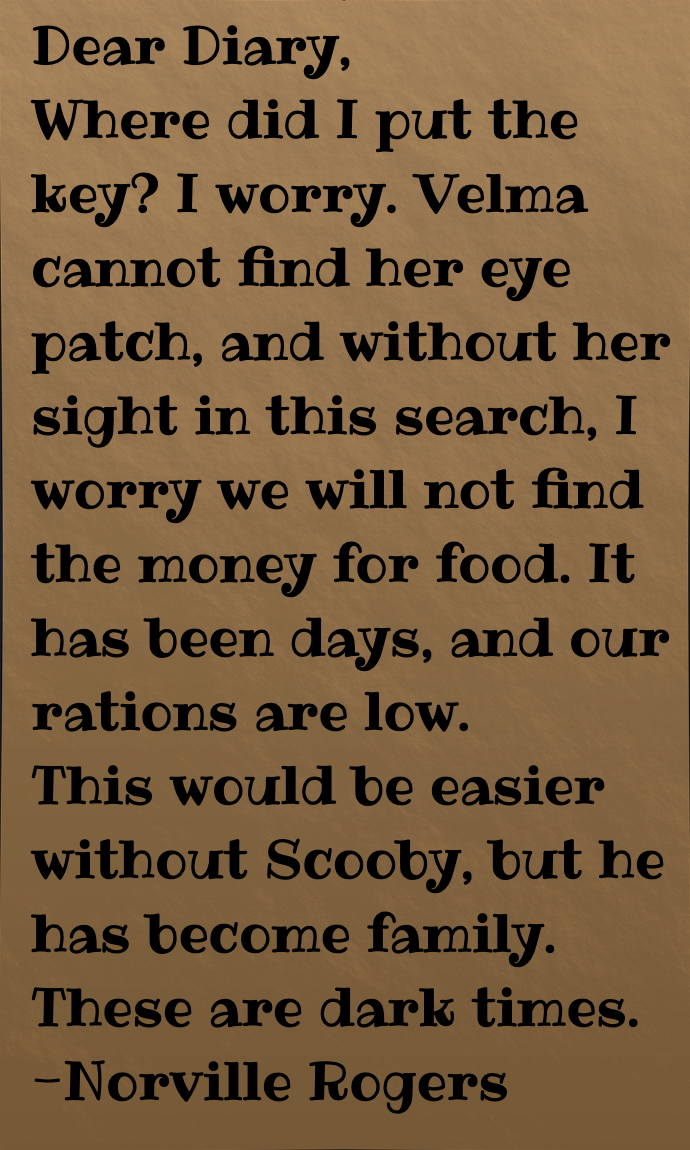 Dear Diary,
Where did I put the
key? I worry. Velma
cannot find her eye
patch, and without her
sight in this search, I
worry we will not find
the money for food. It
has been days, and our
rations are low.
This would be easier
without Scooby, but he
has become family.
These are dark times.
-Norville Rogers